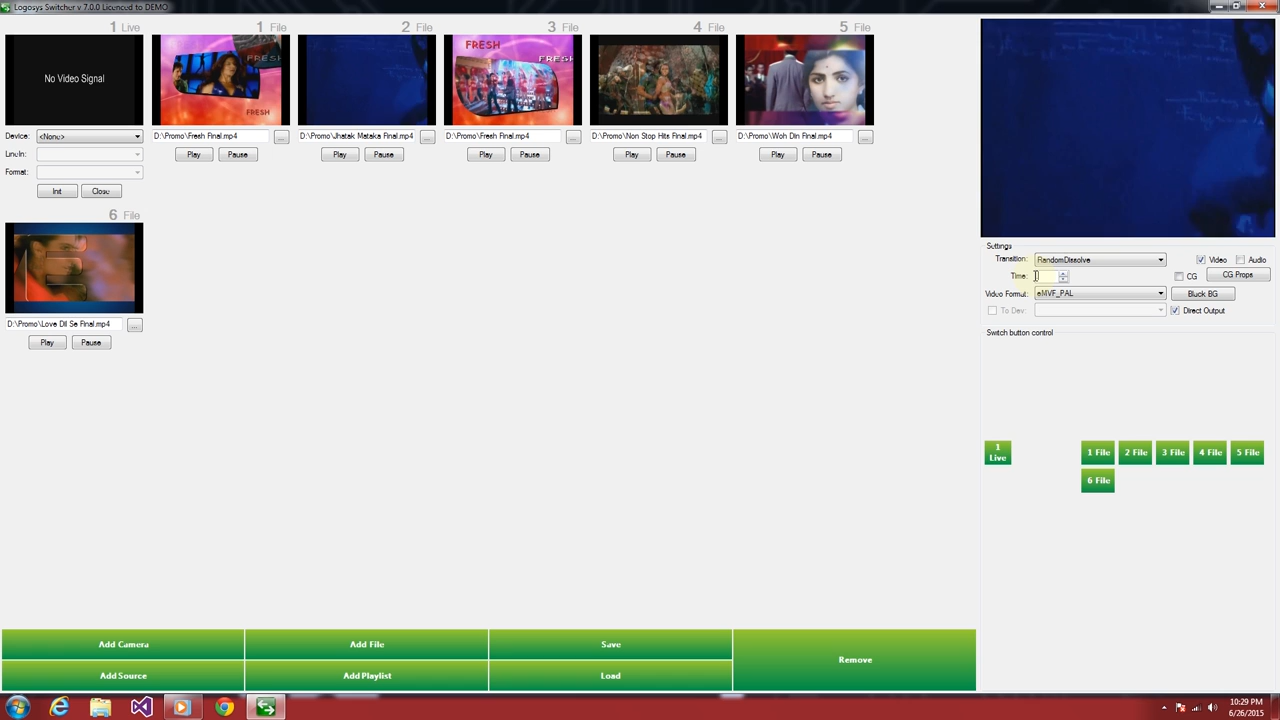 Logosys Switcher v 7.0.0 Licenced to DEMO
1 Live
1 File
2 File
3 File
4 File
5 File
No Video Signal
FRESH
FRESH
FRESH
FRESH
Device: <None>
D:\Promo\Fresh Final.mp4 ...
D:\Promo\Jhatak Mataka Final.mp4 ...
D:\Promo\Fresh Final.mp4 ...
D:\Promo\Non Stop Hits Final.mp4 ...
D:\Promo\Woh Din Final.mp4 ...
LineIn:
Play Pause
Play Pause
Play Pause
Play Pause
Play Pause
Format:
Init Close
6 File
D:\Promo\Love Dil Se Final.mp4 ...
Play Pause
Settings
Transition: RandomDissolve
Video Audio
Time:
CG CG Props
Video Format: eMVF_PAL
Black BG
To Dev:
Direct Output
Switch button control
1 Live
1 File 2 File 3 File 4 File 5 File
6 File
Add Camera Add File Save
Remove
Add Source Add Playlist Load
10:29 PM
6/26/2015